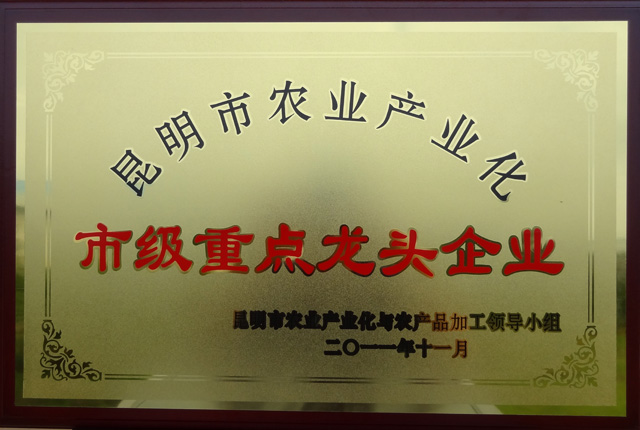 昆明市农业产业化
市级重点龙头企业
昆明市农业产业化与农产品加工领导小组
二〇一一年十一月